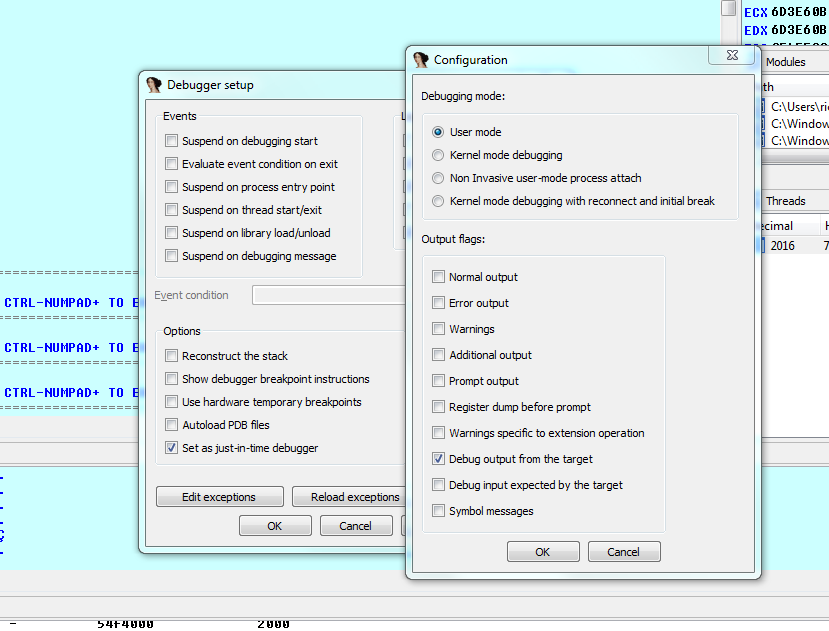 ECX 6D3E60B
EDX 6D3E60B
Modules
th
C:\Users\ri
C:\Window
C:\Window
Threads
ecimal
2016
7
CTRL-NUMPAD+ TO E
CTRL-NUMPAD+ TO E
CTRL-NUMPAD+ TO E
54F4000 2000
Debugger setup
Events
Suspend on debugging start
Evaluate event condition on exit
Suspend on process entry point
Suspend on thread start/exit
Suspend on library load/unload
Suspend on debugging message
Event condition
Options
Reconstruct the stack
Show debugger breakpoint instructions
Use hardware temporary breakpoints
Autoload PDB files
Set as just-in-time debugger
Edit exceptions
Reload exceptions
OK
Cancel
Configuration
Debugging mode:
User mode
Kernel mode debugging
Non Invasive user-mode process attach
Kernel mode debugging with reconnect and initial break
Output flags:
Normal output
Error output
Warnings
Additional output
Prompt output
Register dump before prompt
Warnings specific to extension operation
Debug output from the target
Debug input expected by the target
Symbol messages
OK
Cancel